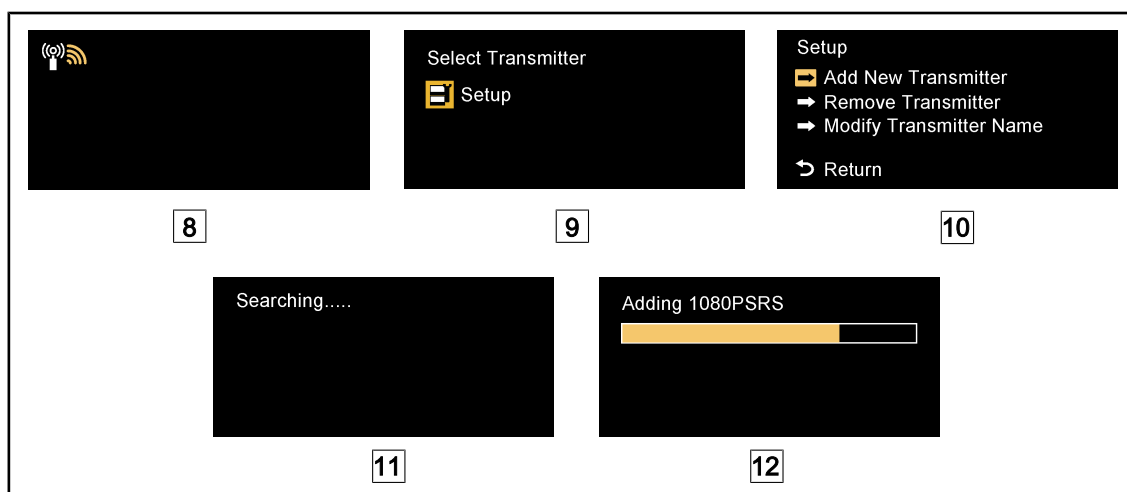 Select Transmitter
Setup
Setup
Add New Transmitter
Remove Transmitter
Modify Transmitter Name
Return
8
9
10
Searching.....
Adding 1080PSRS
11
12